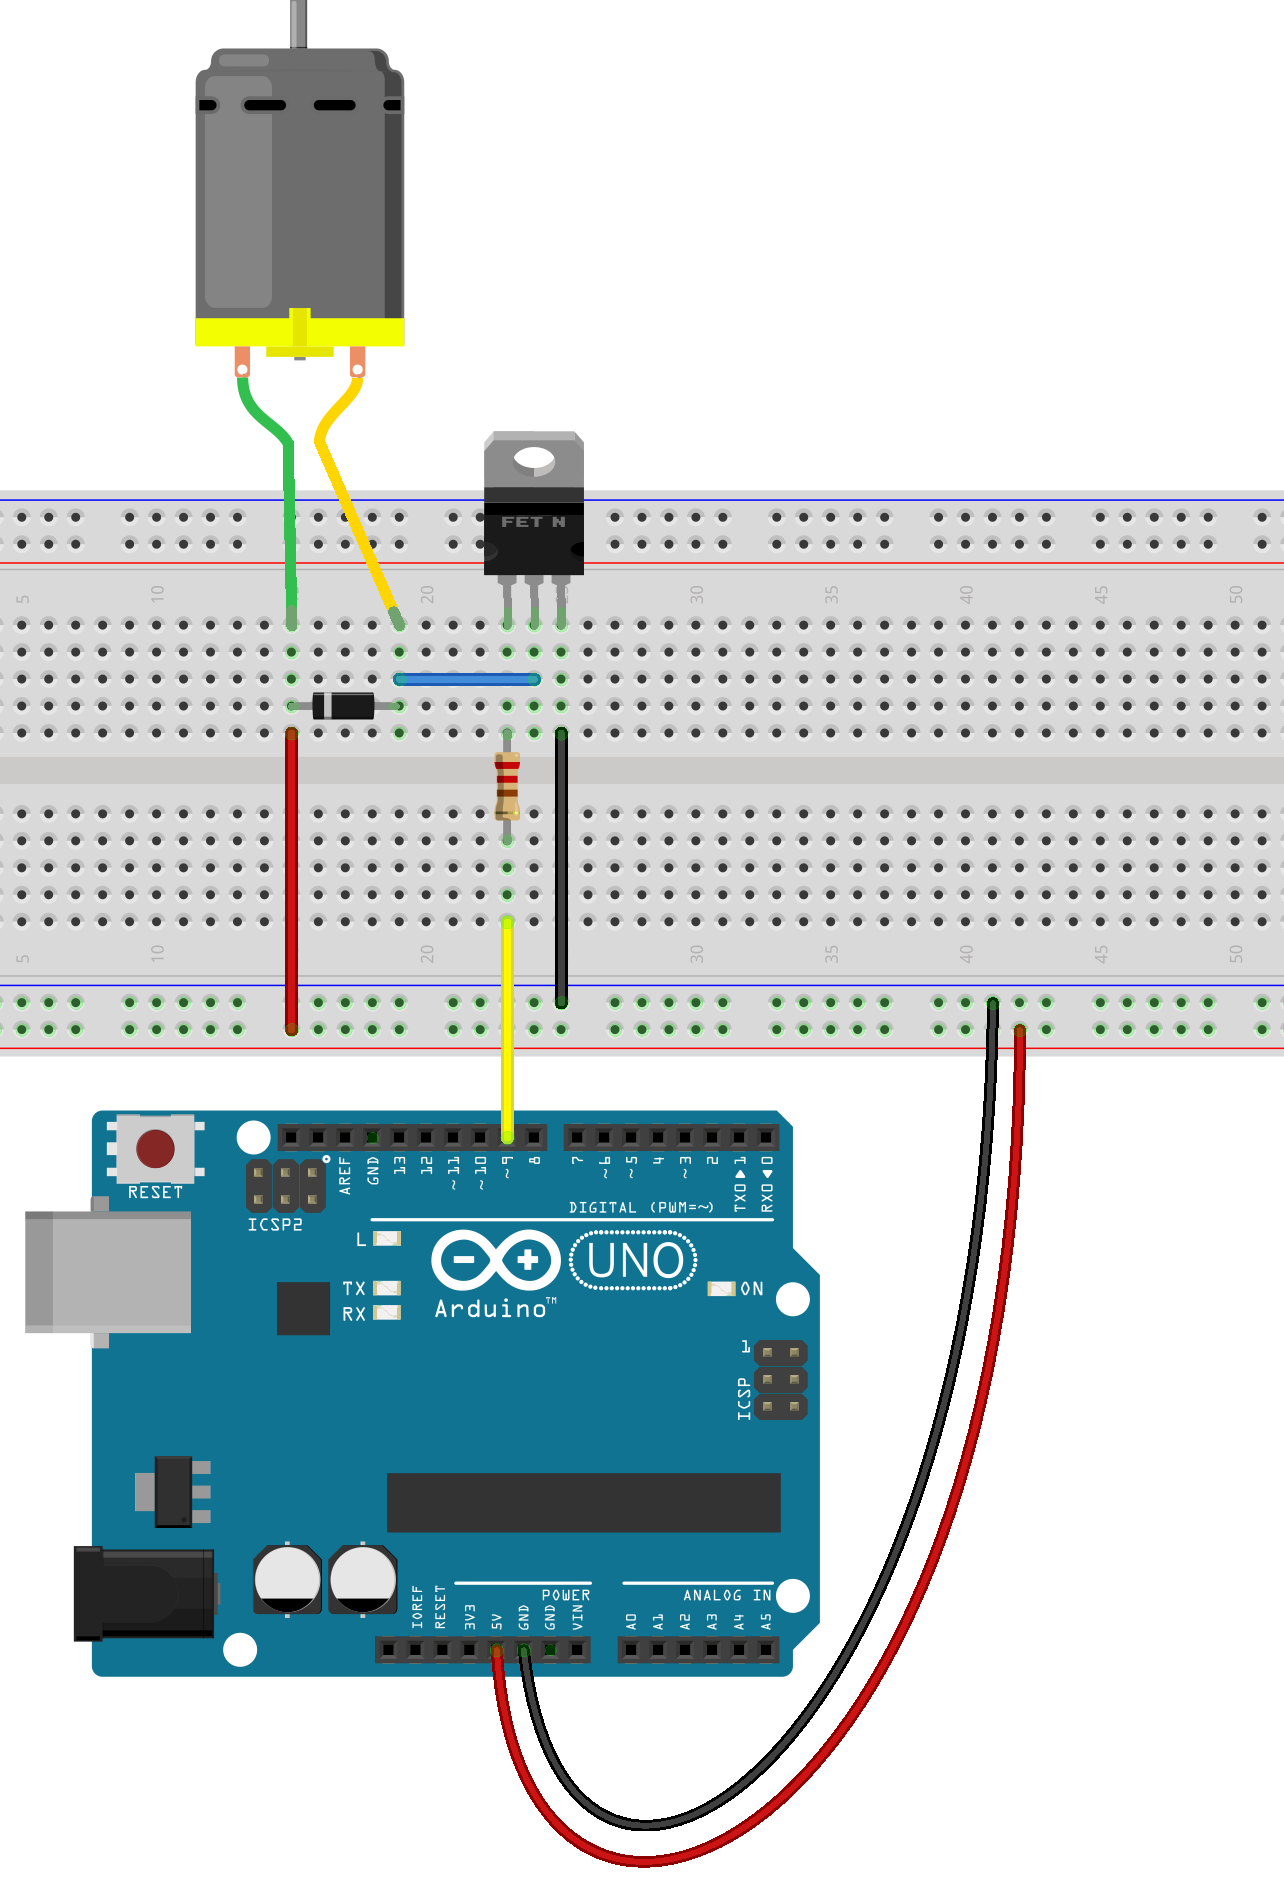 FET N
5
10
20
25
30
35
40
45
50
5
10
20
30
35
40
45
50
RESET
ICSP2
AREF
GND
13
12
~11
~10
~9
8
7
~6
~5
4
~3
2
TX0▶1
RX0◀0
DIGITAL (PWM=~)
L
TX
RX
UNO
ON
Arduino™
1
ICSP
POWER
ANALOG IN
IOREF
RESET
3V3
5V
GND
GND
VIN
A0
A1
A2
A3
A4
A5